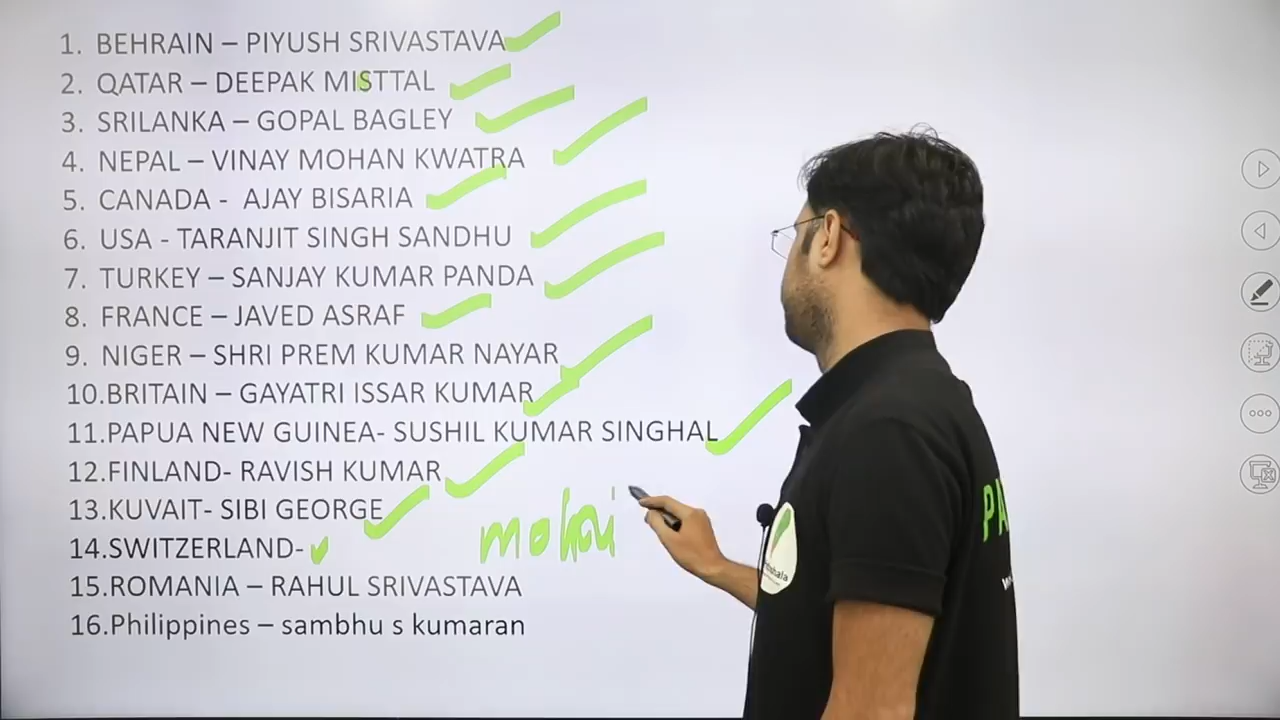 1. BEHRAIN – PIYUSH SRIVASTAVA
2. QATAR – DEEPAK MISTTAL
3. SRILANKA – GOPAL BAGLEY
4. NEPAL – VINAY MOHAN KWATRA
5. CANADA - AJAY BISARIA
6. USA - TARANJIT SINGH SANDHU
7. TURKEY – SANJAY KUMAR PANDA
8. FRANCE – JAVED ASRAF
9. NIGER – SHRI PREM KUMAR NAYAR
10.BRITAIN – GAYATRI ISSAR KUMAR
11.PAPUA NEW GUINEA- SUSHIL KUMAR SINGHAL
12.FINLAND- RAVISH KUMAR
13.KUVAIT- SIBI GEORGE
14.SWITZERLAND-
15.ROMANIA – RAHUL SRIVASTAVA
16.Philippines – sambhu s kumaran
PA